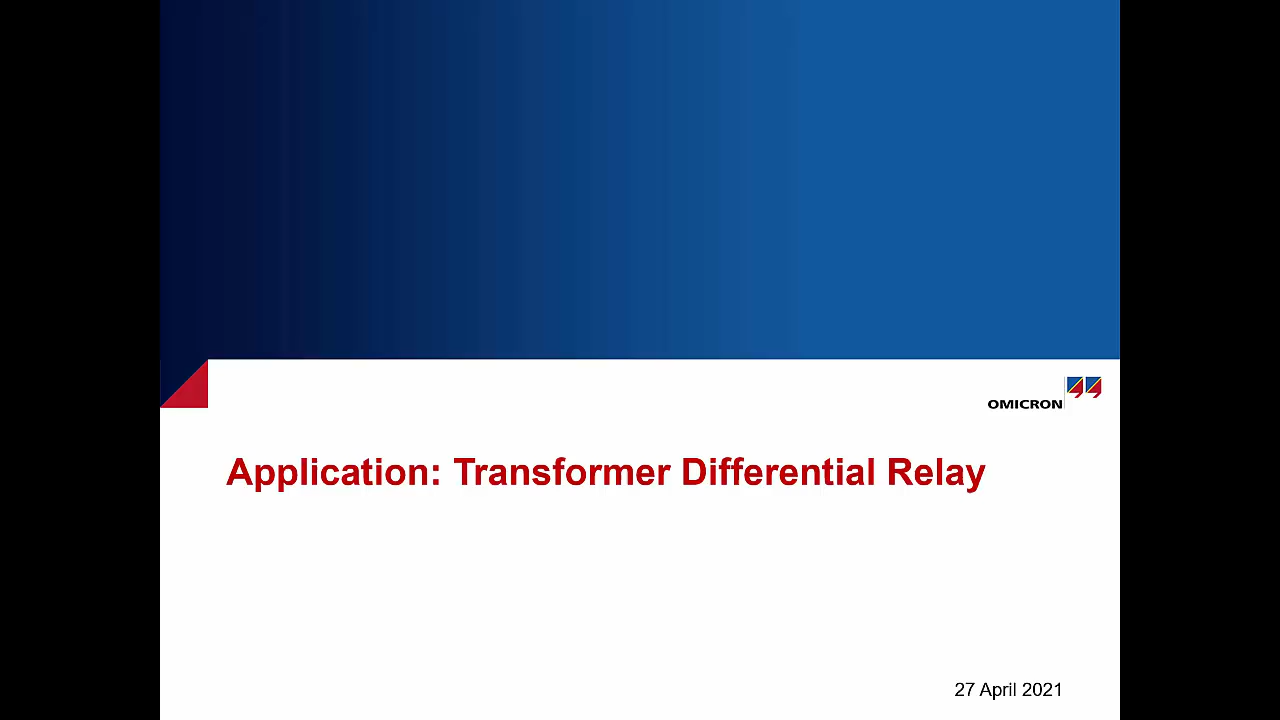 OMICRON
Application: Transformer Differential Relay
27 April 2021